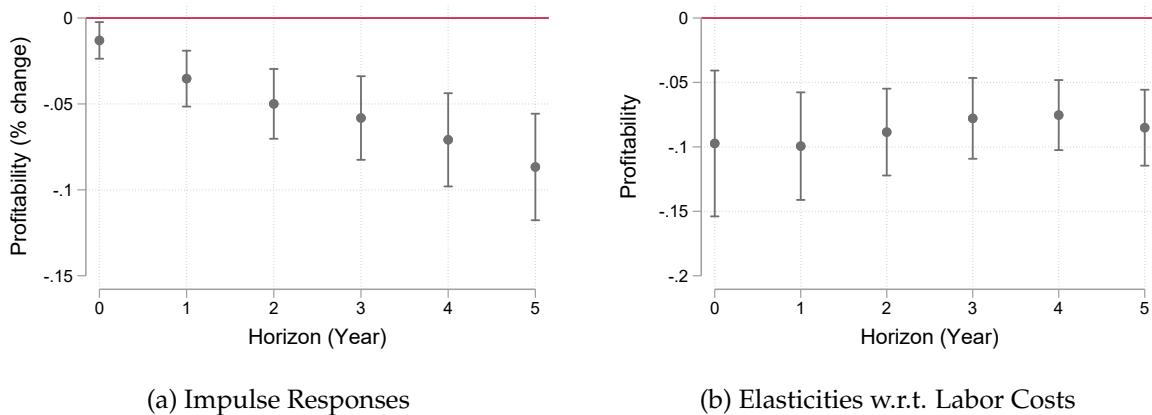 0
-.05
-.1
-.15
Profitability (% change)
0 1 2 3 4 5
Horizon (Year)
(a) Impulse Responses
0
-.05
-.1
-.15
-.2
Profitability
0 1 2 3 4 5
Horizon (Year)
(b) Elasticities w.r.t. Labor Costs